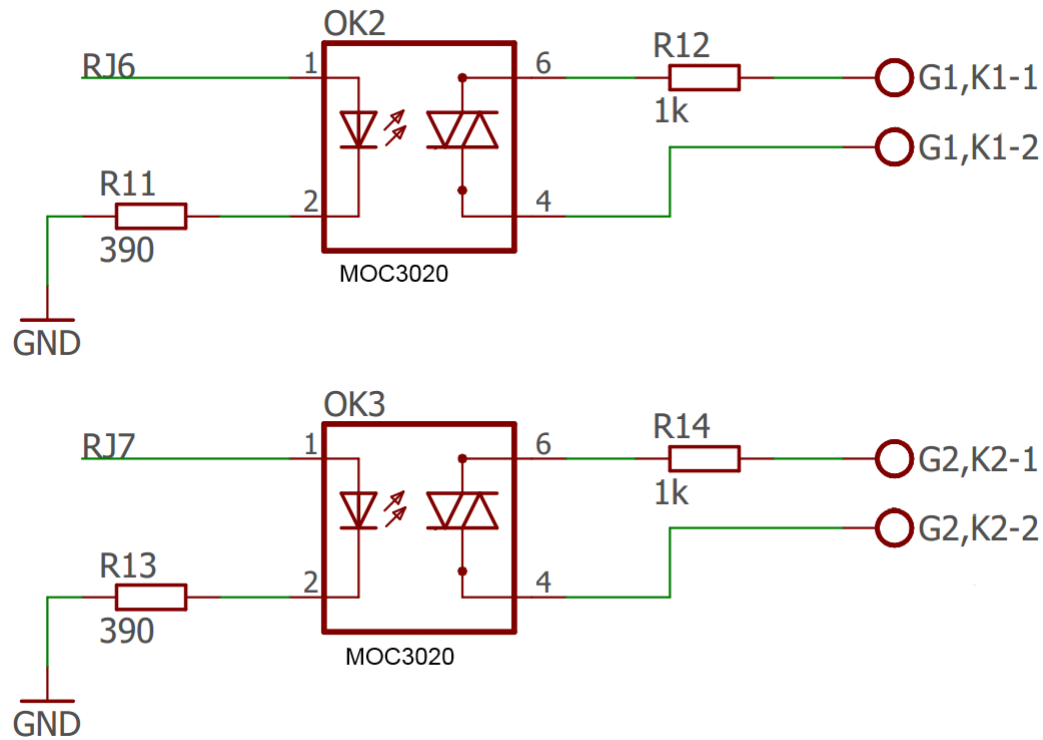 OK2
RJ6
1
6
R12
1k
G1,K1-1
G1,K1-2
R11
390
2
4
MOC3020
GND
OK3
RJ7
1
6
R14
1k
G2,K2-1
G2,K2-2
R13
390
2
4
MOC3020
GND